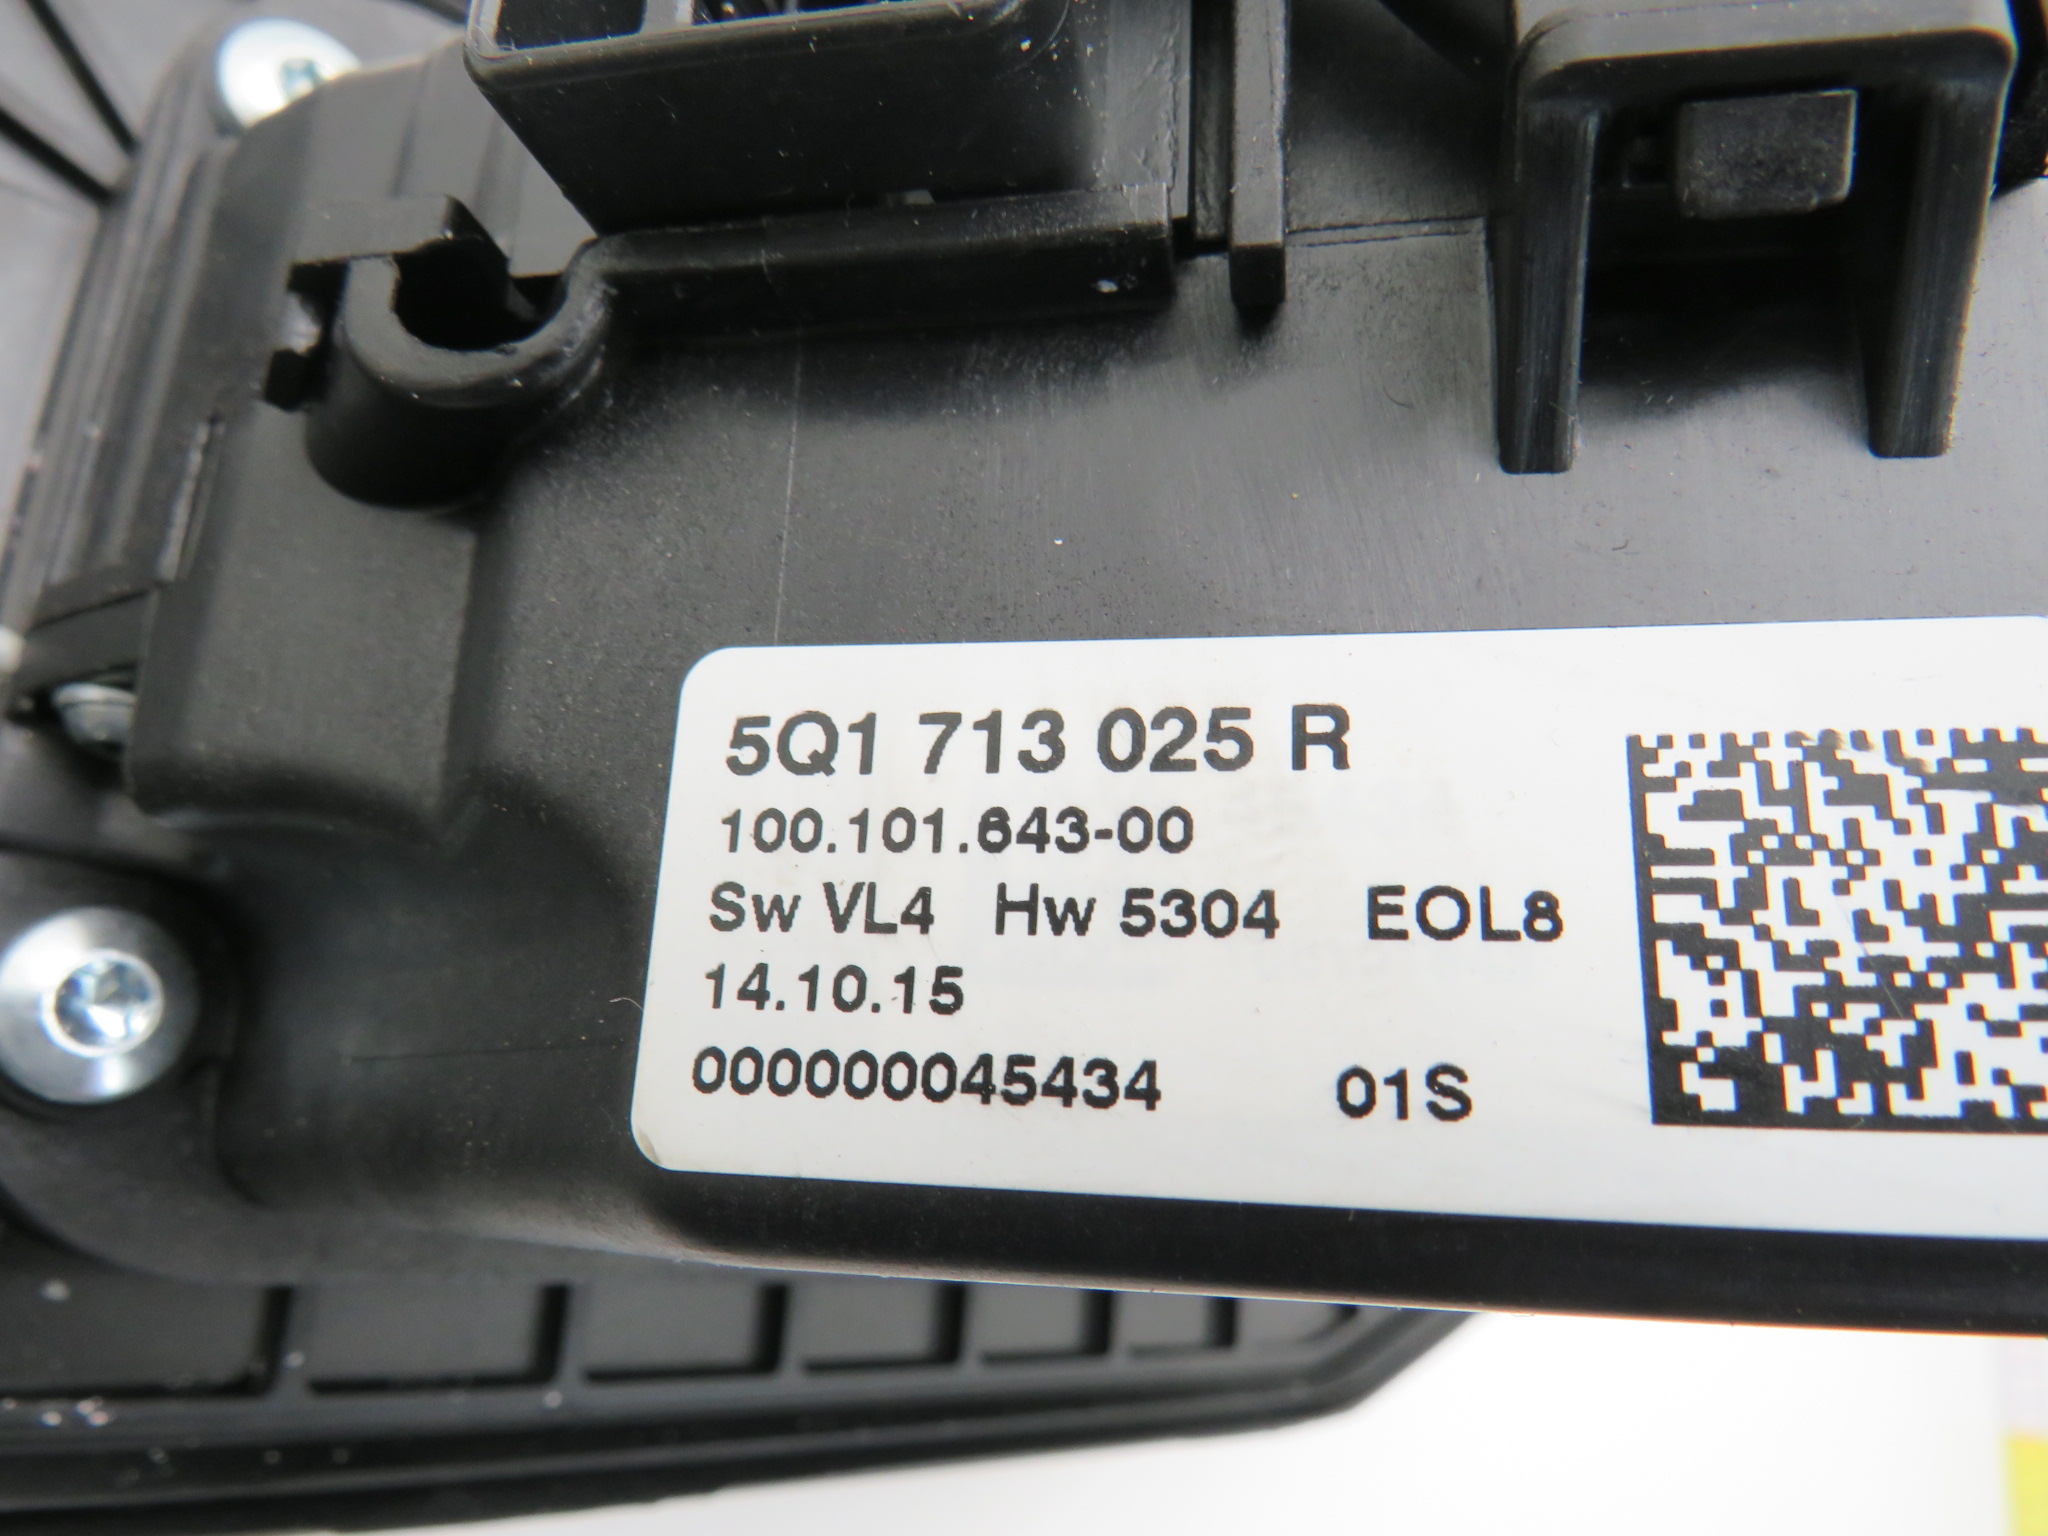 5Q1 713 025 R
100.101.643-00
Sw VL4 Hw 5304 EOL8
14.10.15
000000045434 01S